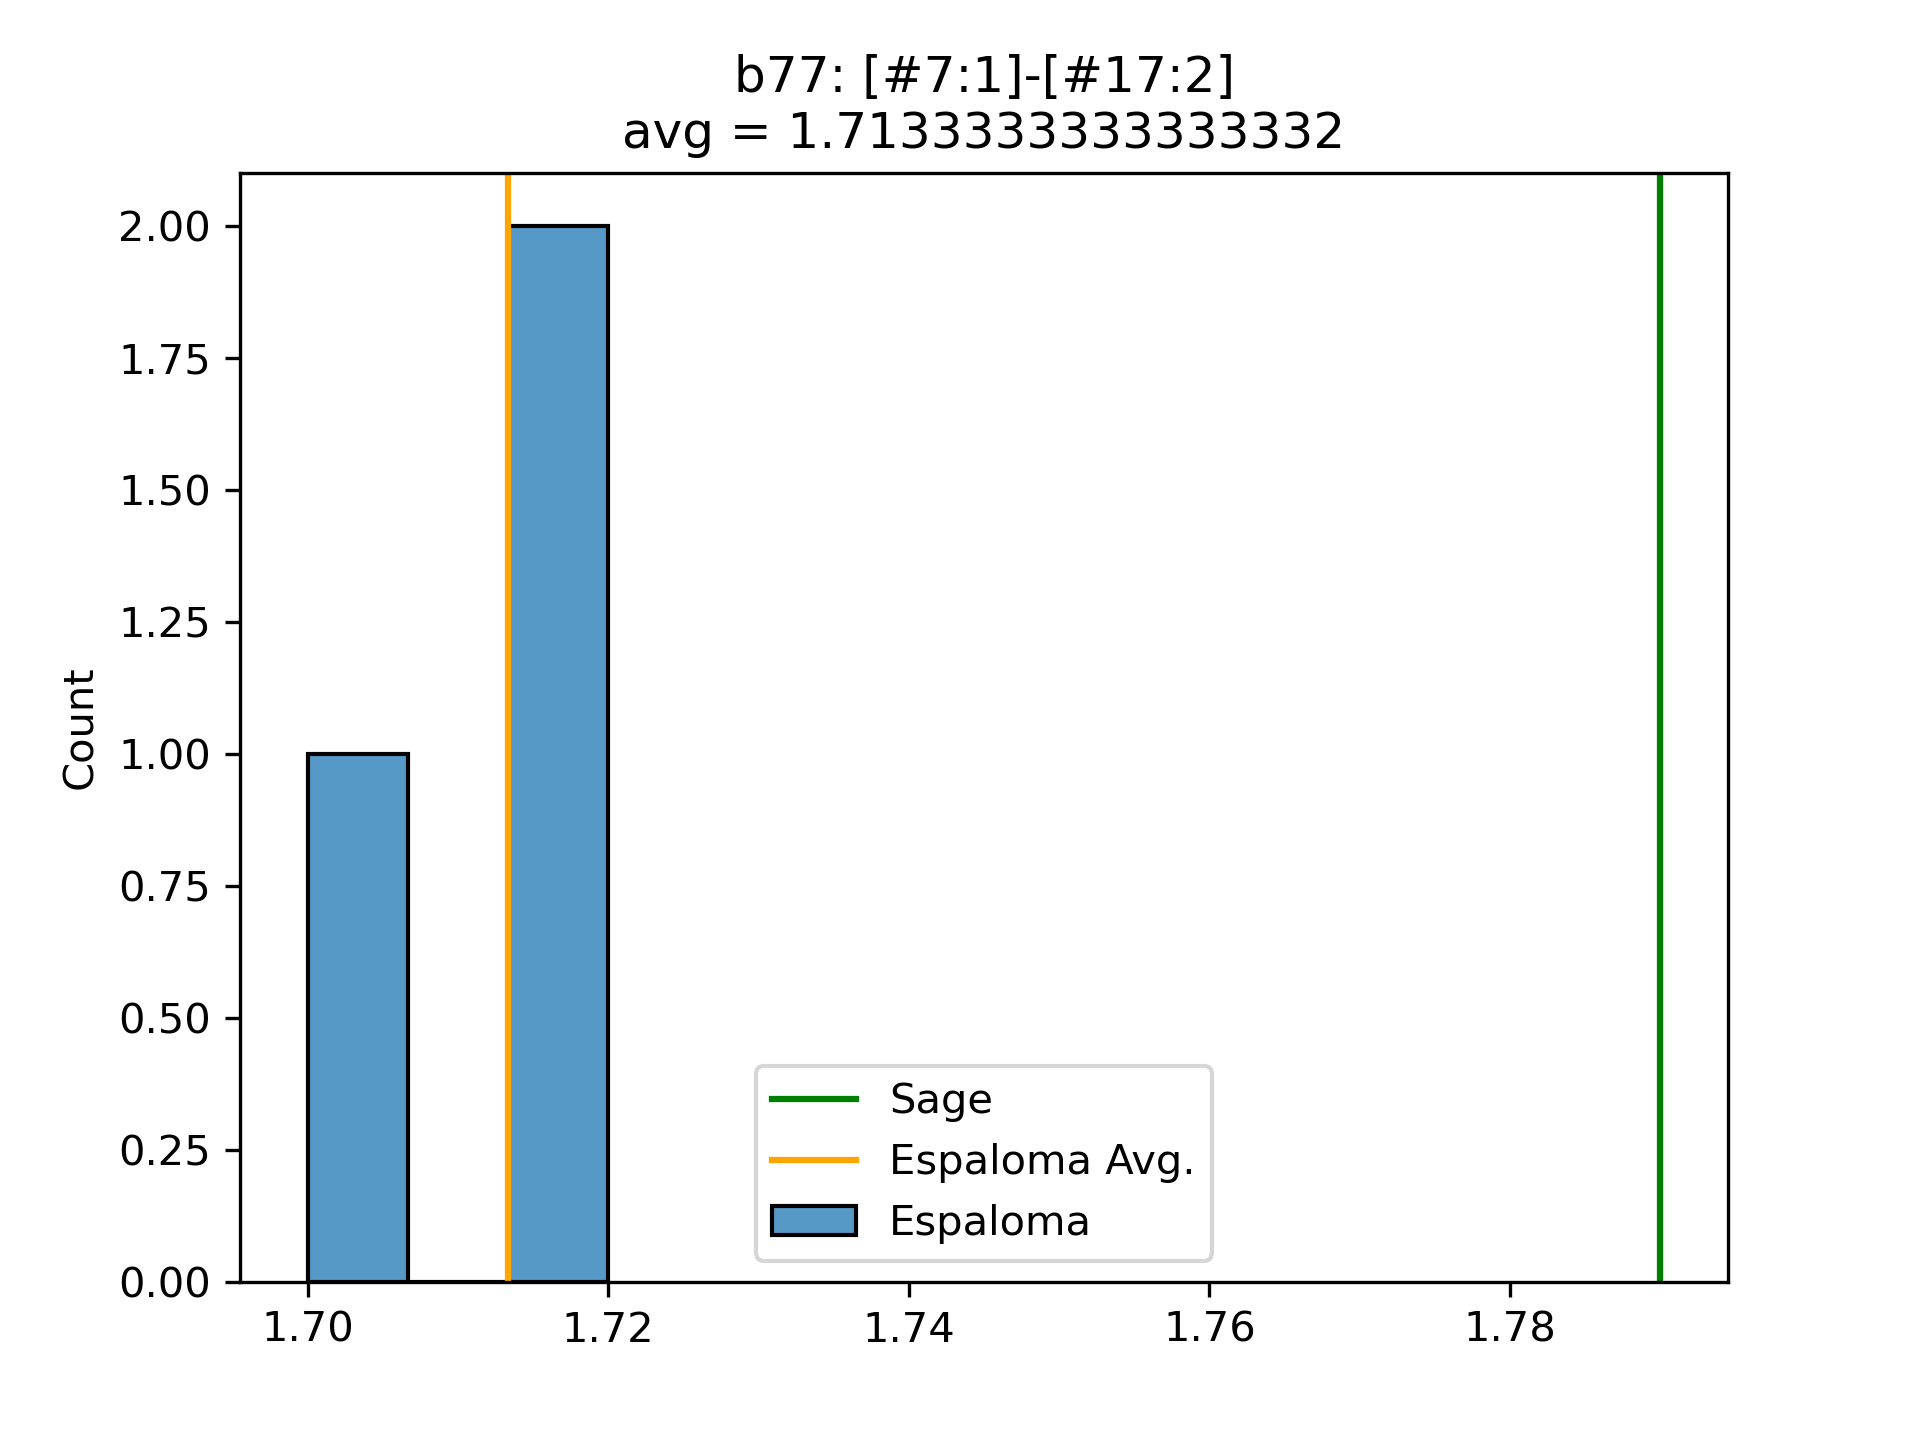 b77: [#7:1]-[#17:2]
avg = 1.7133333333333332
2.00
1.75
1.50
1.25
1.00
0.75
0.50
0.25
0.00
Count
1.70 1.72 1.74 1.76 1.78
Sage
Espaloma Avg.
Espaloma